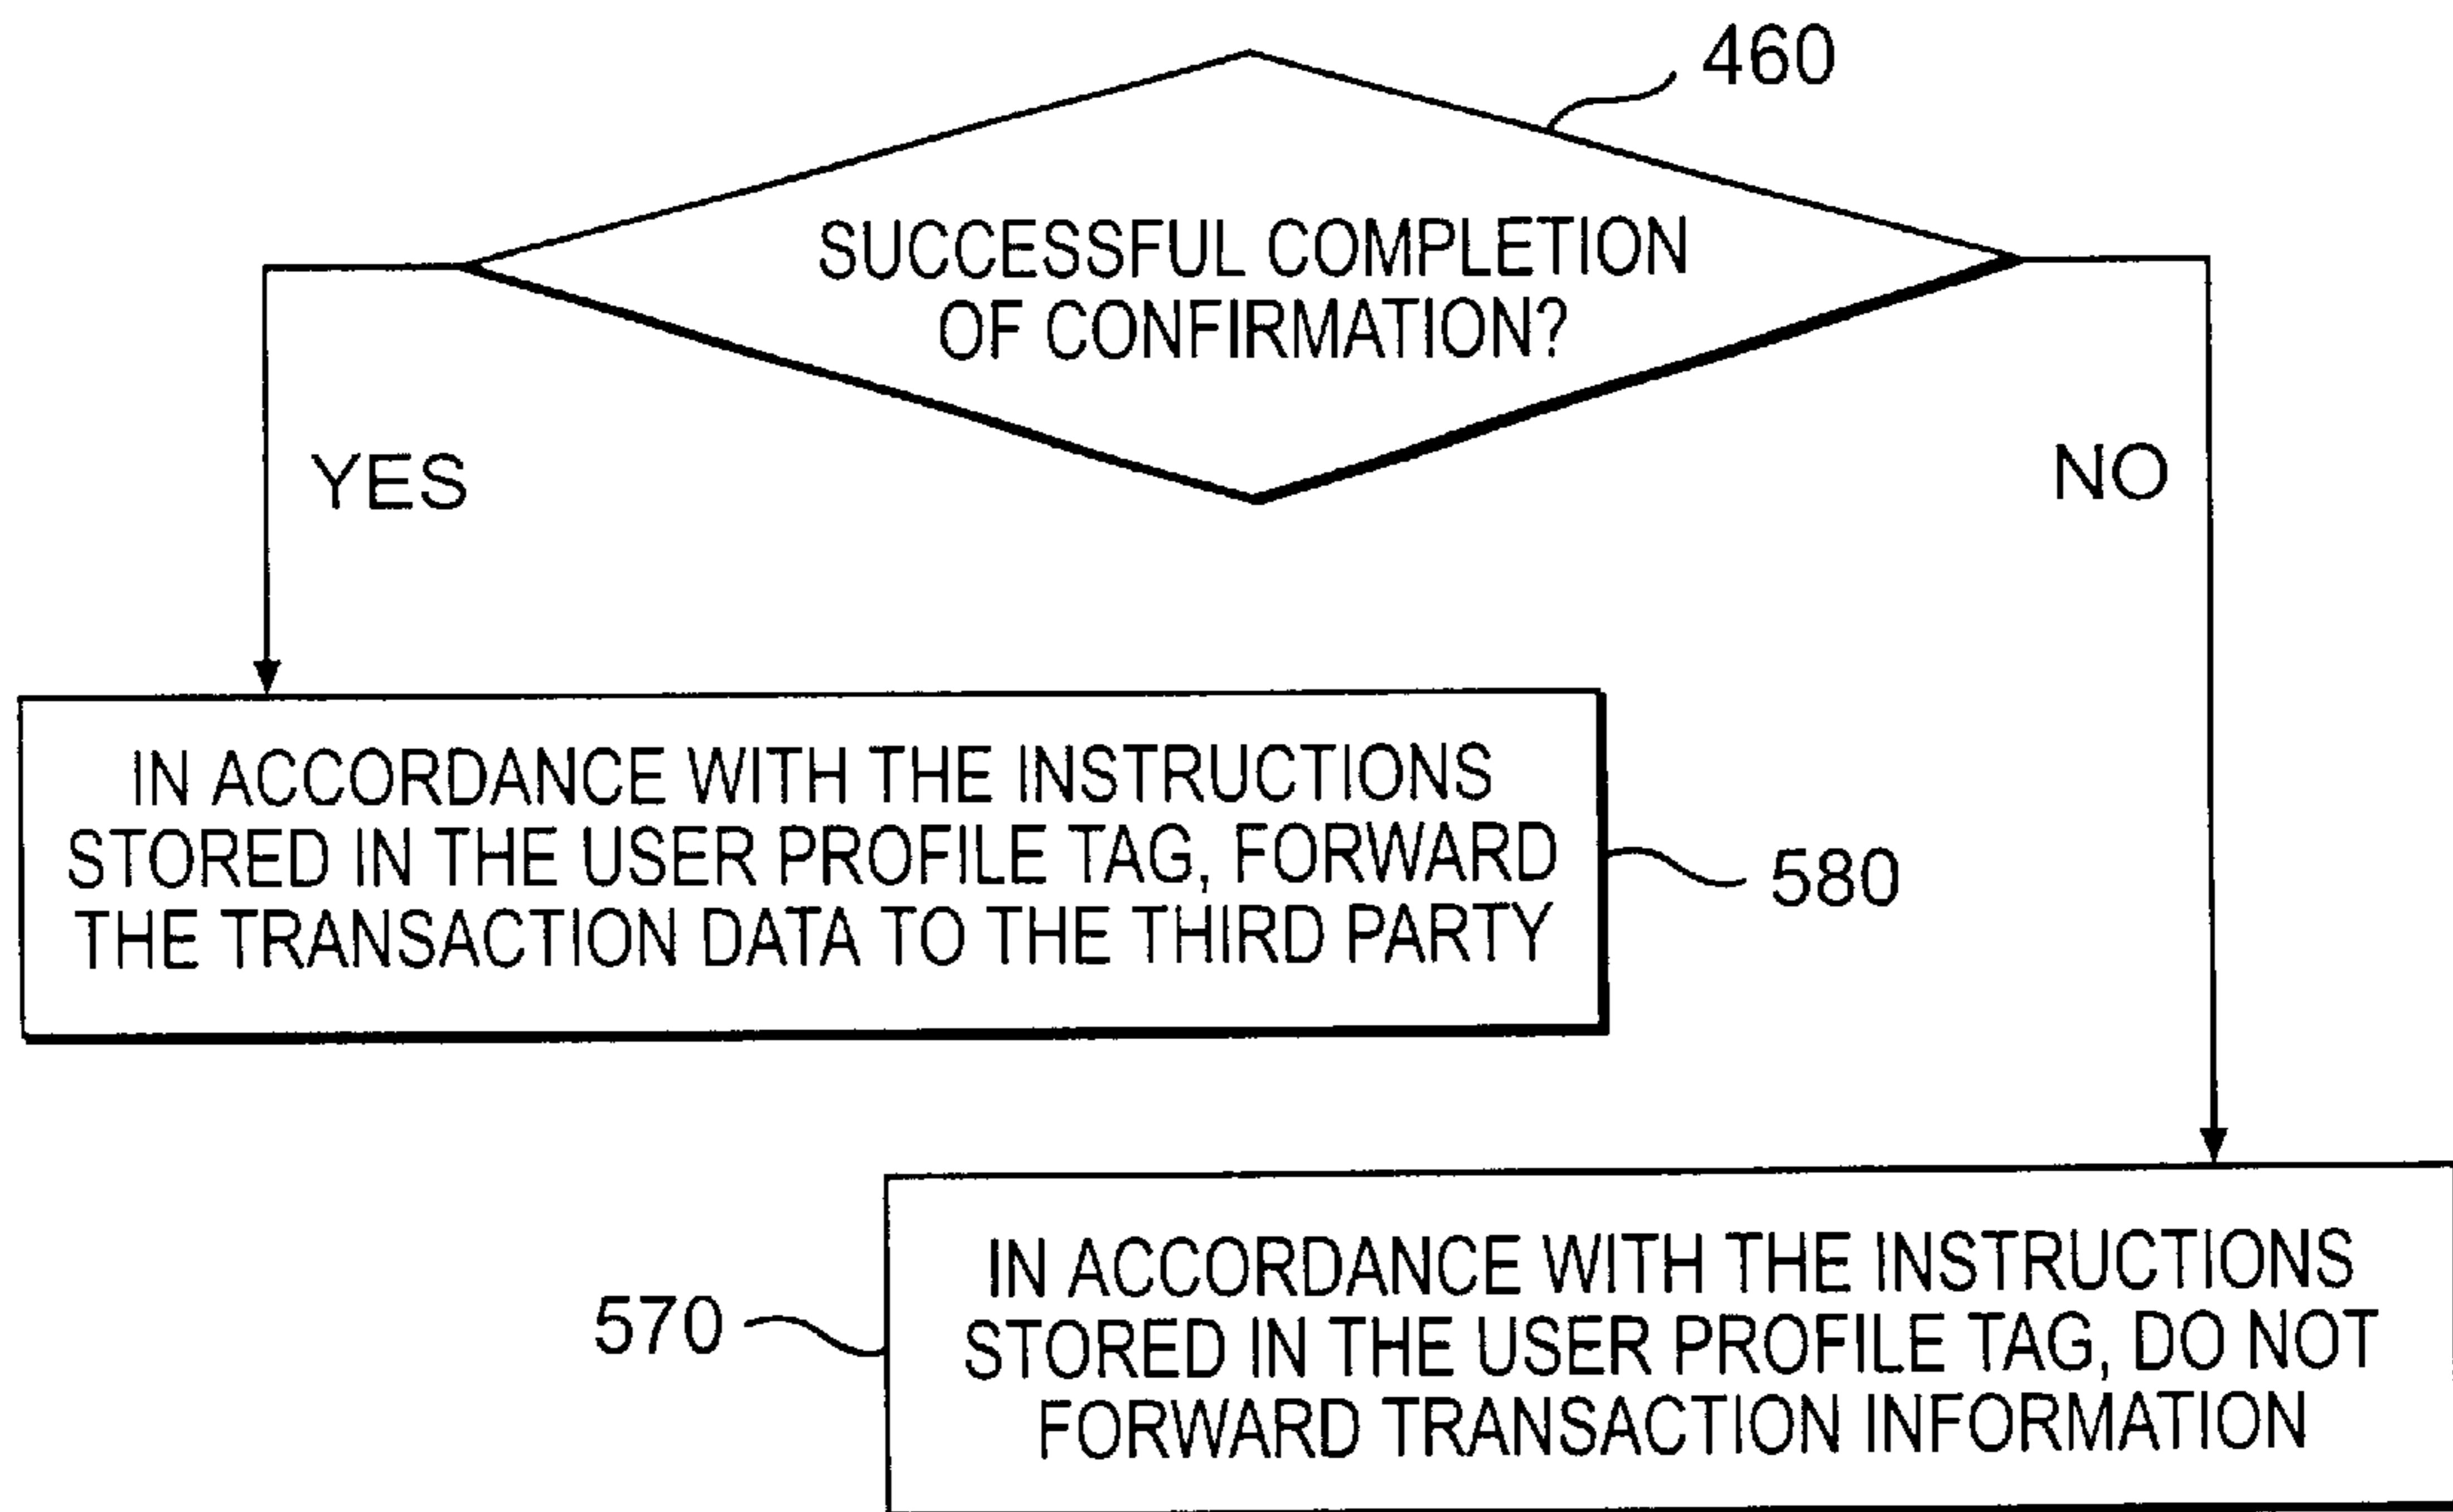 460
SUCCESSFUL COMPLETION
OF CONFIRMATION?
YES
NO
IN ACCORDANCE WITH THE INSTRUCTIONS
STORED IN THE USER PROFILE TAG, FORWARD
THE TRANSACTION DATA TO THE THIRD PARTY
580
570
IN ACCORDANCE WITH THE INSTRUCTIONS
STORED IN THE USER PROFILE TAG, DO NOT
FORWARD TRANSACTION INFORMATION